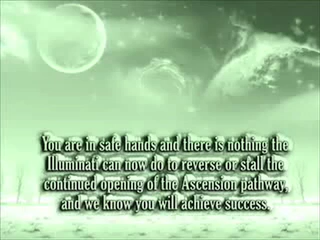 You are in safe hands and there is nothing the
Illuminati can now do to reverse or stall the
continued opening of the Ascension pathway,
and we know you will achieve success.